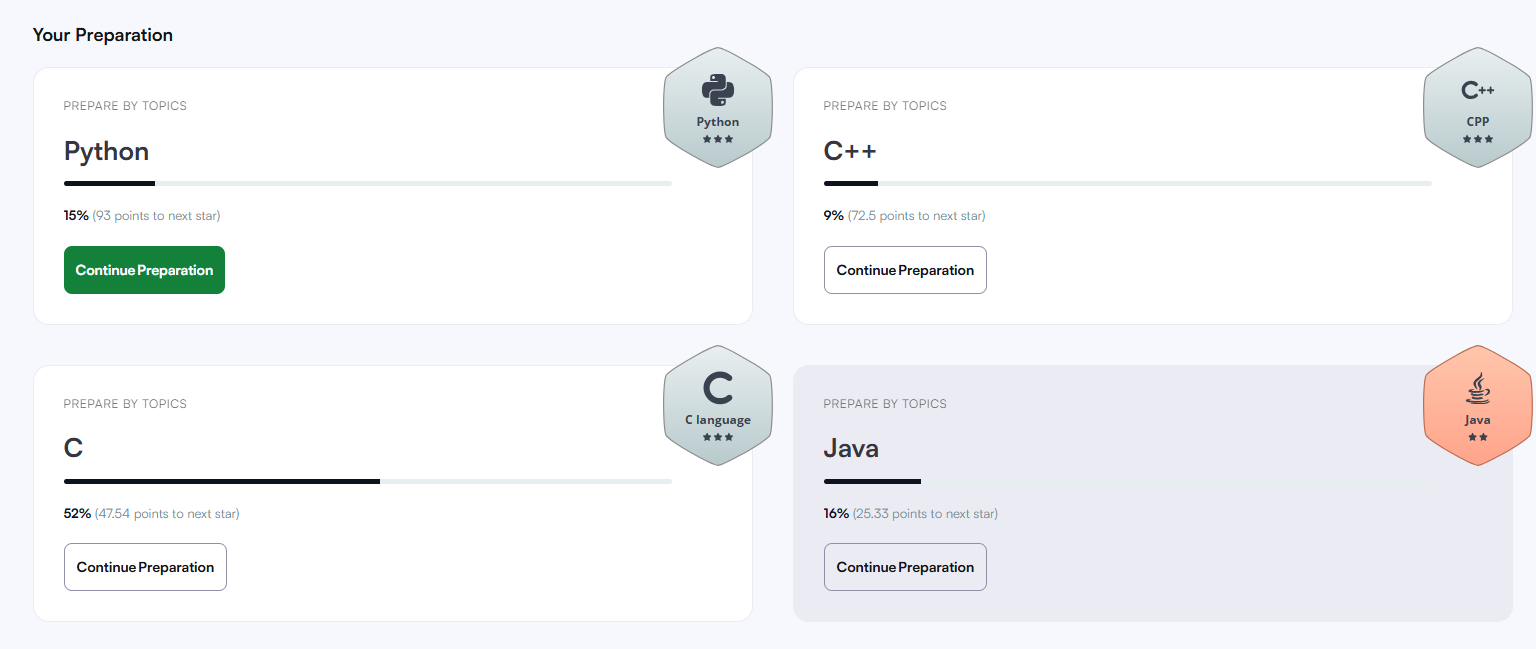 Your Preparation
PREPARE BY TOPICS
Python
15% (93 points to next star)
Continue Preparation
Python
PREPARE BY TOPICS
C++
9% (72.5 points to next star)
Continue Preparation
C++
CPP
PREPARE BY TOPICS
C
52% (47.54 points to next star)
Continue Preparation
C
C language
PREPARE BY TOPICS
Java
16% (25.33 points to next star)
Continue Preparation
Java